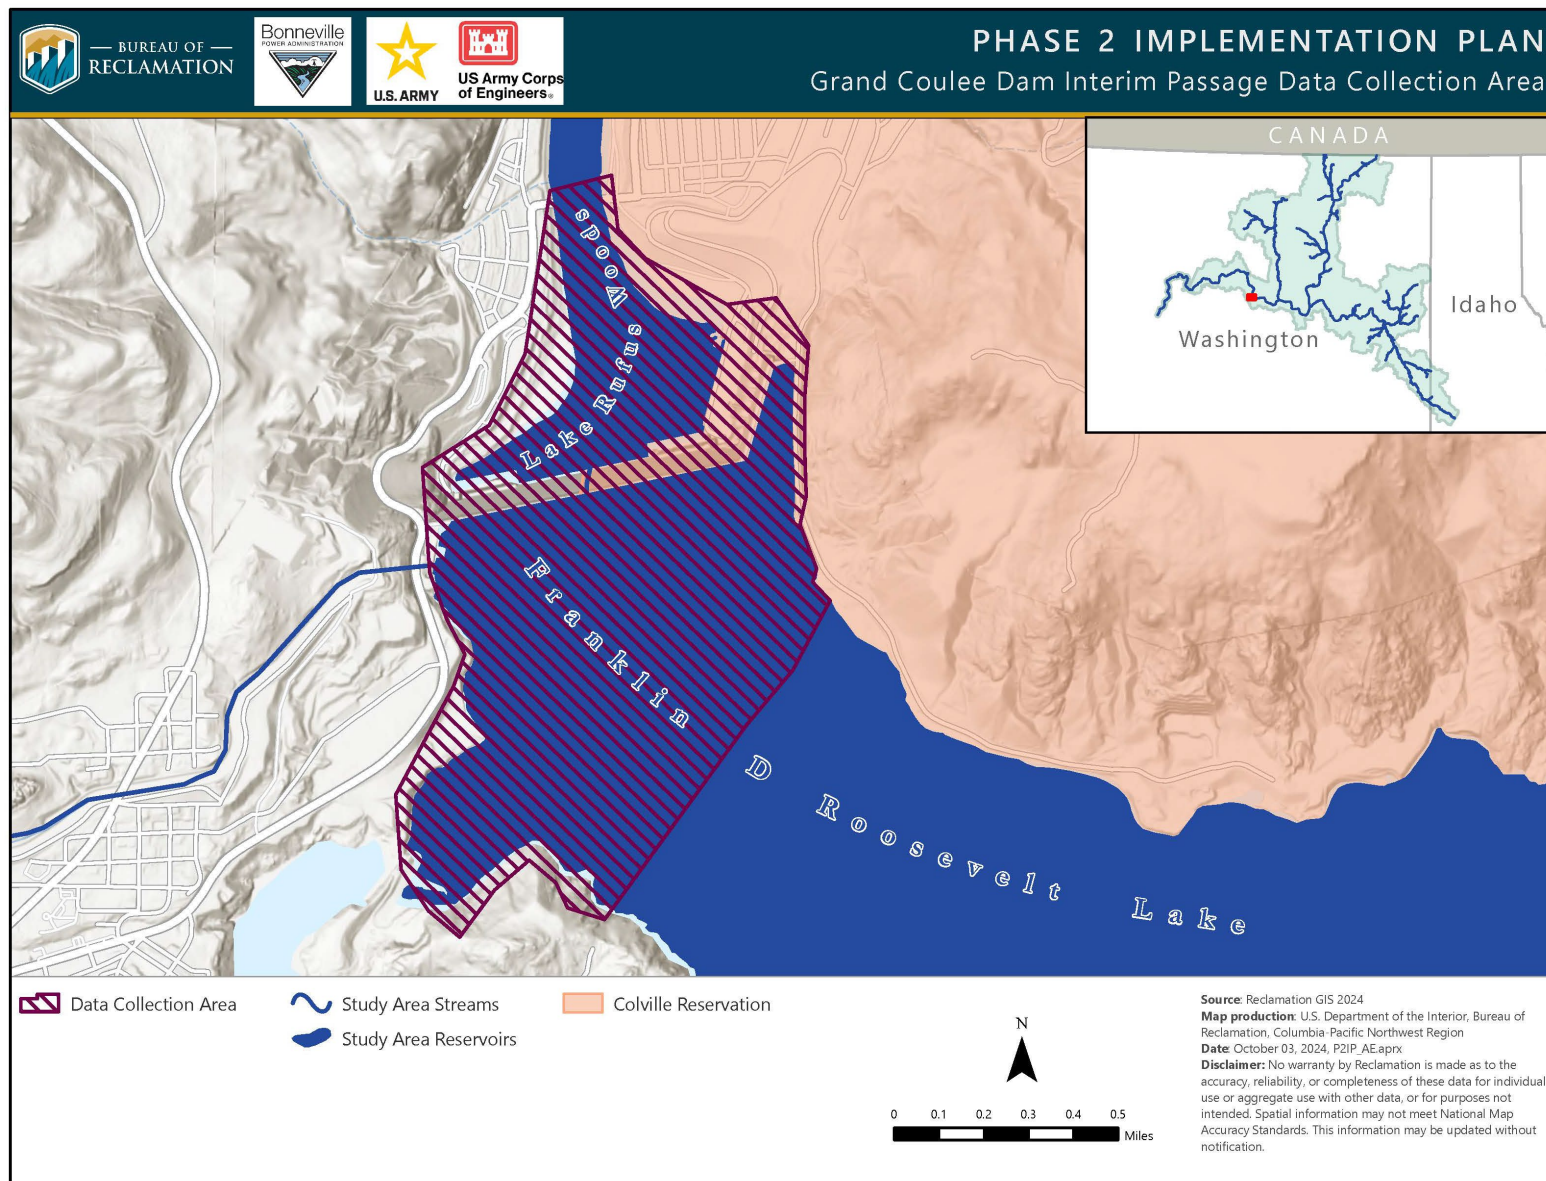 BUREAU OF
RECLAMATION
Bonneville
POWER ADMINISTRATION
U.S. ARMY
US Army Corps
of Engineers®
PHASE 2 IMPLEMENTATION PLAN
Grand Coulee Dam Interim Passage Data Collection Area
CANADA
Washington
Idaho
Lake Rufus Woods
Franklin D Roosevelt Lake
Data Collection Area
Study Area Streams
Study Area Reservoirs
Colville Reservation
N
0 0.1 0.2 0.3 0.4 0.5
Miles
Source: Reclamation GIS 2024
Map production: U.S. Department of the Interior, Bureau of
Reclamation, Columbia-Pacific Northwest Region
Date: October 03, 2024, P2IP_AE.aprx
Disclaimer: No warranty by Reclamation is made as to the
accuracy, reliability, or completeness of these data for individual
use or aggregate use with other data, or for purposes not
intended. Spatial information may not meet National Map
Accuracy Standards. This information may be updated without
notification.